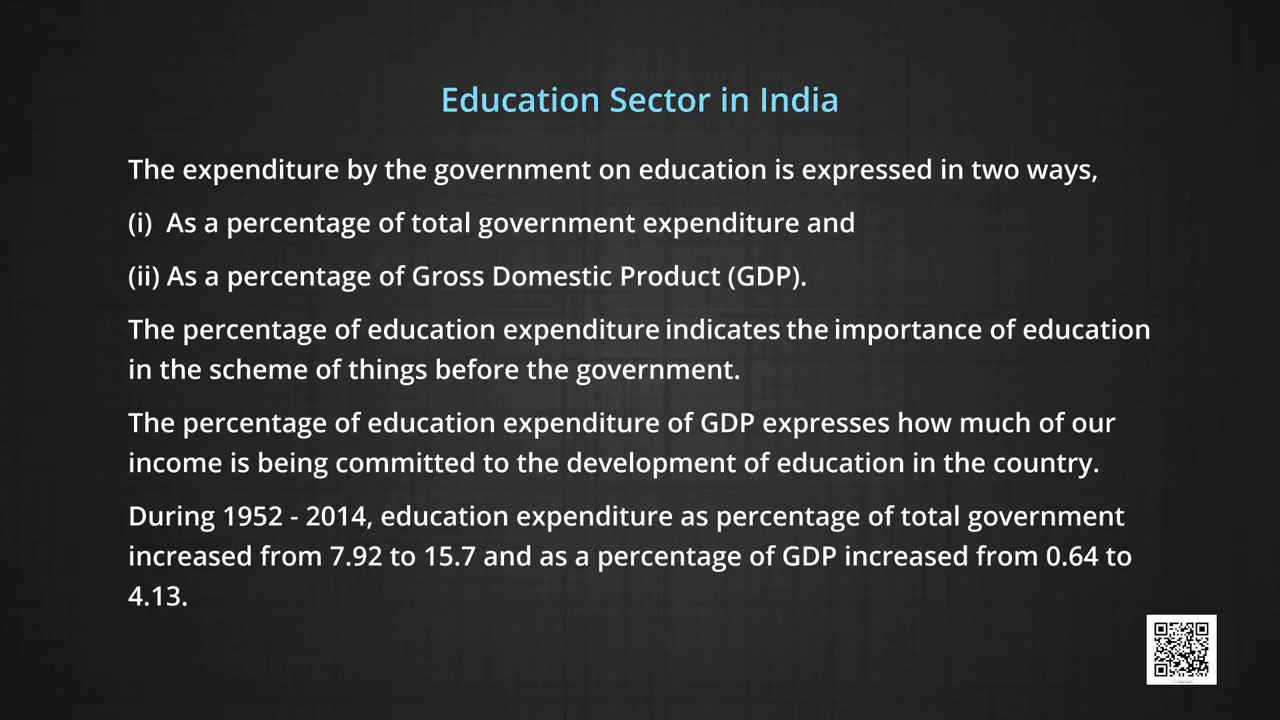 Education Sector in India
The expenditure by the government on education is expressed in two ways,
(i) As a percentage of total government expenditure and
(ii) As a percentage of Gross Domestic Product (GDP).
The percentage of education expenditure indicates the importance of education
in the scheme of things before the government.
The percentage of education expenditure of GDP expresses how much of our
income is being committed to the development of education in the country.
During 1952 - 2014, education expenditure as percentage of total government
increased from 7.92 to 15.7 and as a percentage of GDP increased from 0.64 to
4.13.